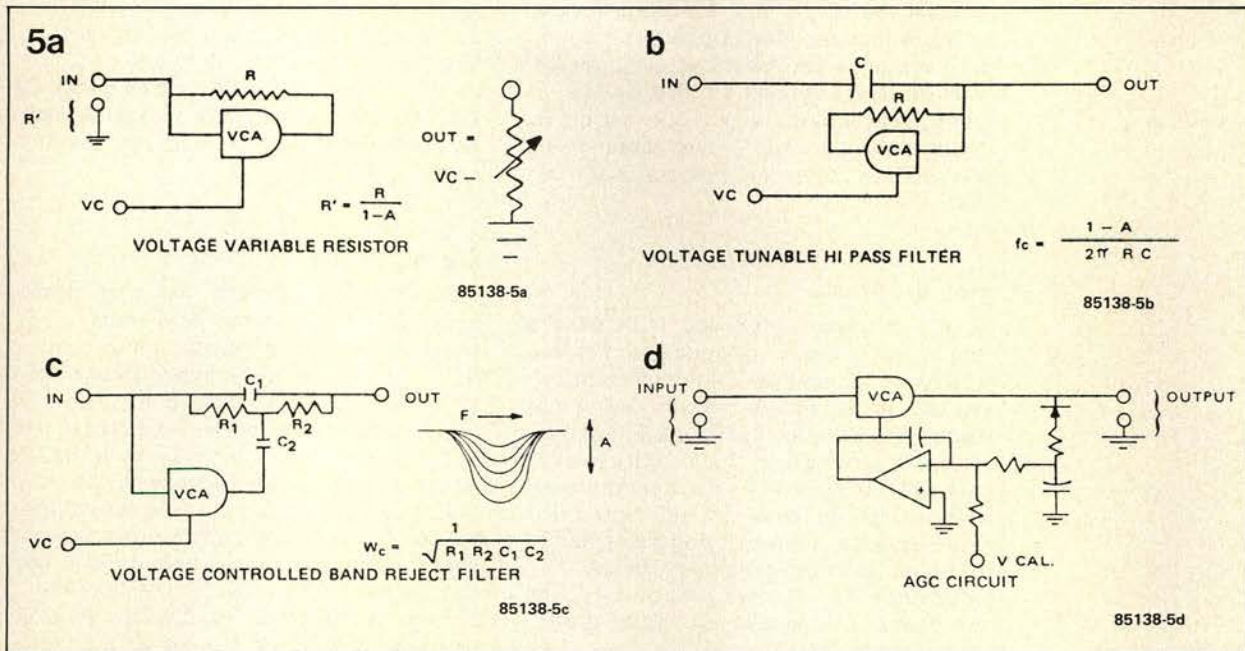 5a
IN
R
R'
VCA
VC
R' = R / 1-A
OUT =
VC –
VOLTAGE VARIABLE RESISTOR
85138-5a
b
IN
C
OUT
R
VCA
VC
VOLTAGE TUNABLE HI PASS FILTER
fc = 1 – A / 2π R C
85138-5b
c
IN
C1
OUT
R1
R2
C2
VCA
VC
F
A
Wc = 1 / √ R1 R2 C1 C2
VOLTAGE CONTROLLED BAND REJECT FILTER
85138-5c
d
INPUT
VCA
OUTPUT
–
+
V CAL.
AGC CIRCUIT
85138-5d